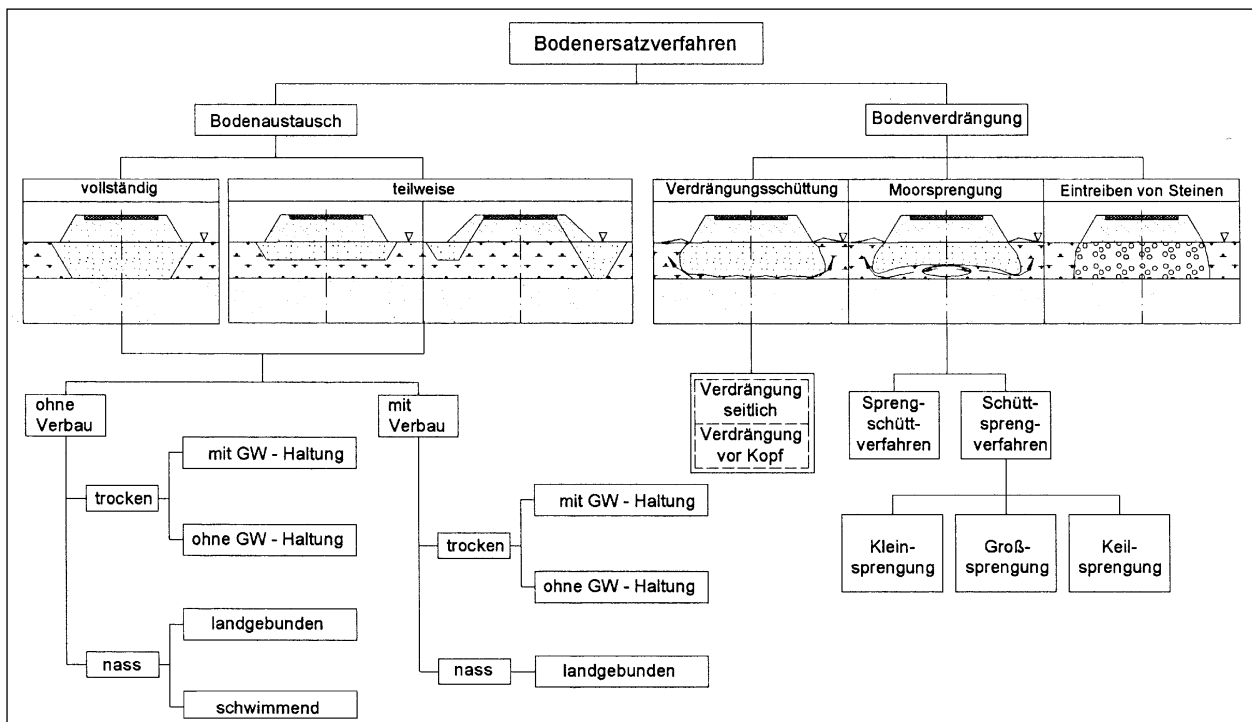 Bodenersatzverfahren
Bodenaustausch
Bodenverdrängung
vollständig
teilweise
Verdrängungsschüttung
Moorsprengung
Eintreiben von Steinen
ohne
Verbau
mit
Verbau
trocken
mit GW - Haltung
ohne GW - Haltung
nass
landgebunden
schwimmend
trocken
mit GW - Haltung
ohne GW - Haltung
nass
landgebunden
Verdrängung
seitlich
Verdrängung
vor Kopf
Spreng-
schütt-
verfahren
Schütt-
spreng-
verfahren
Klein-
sprengung
Groß-
sprengung
Keil-
sprengung